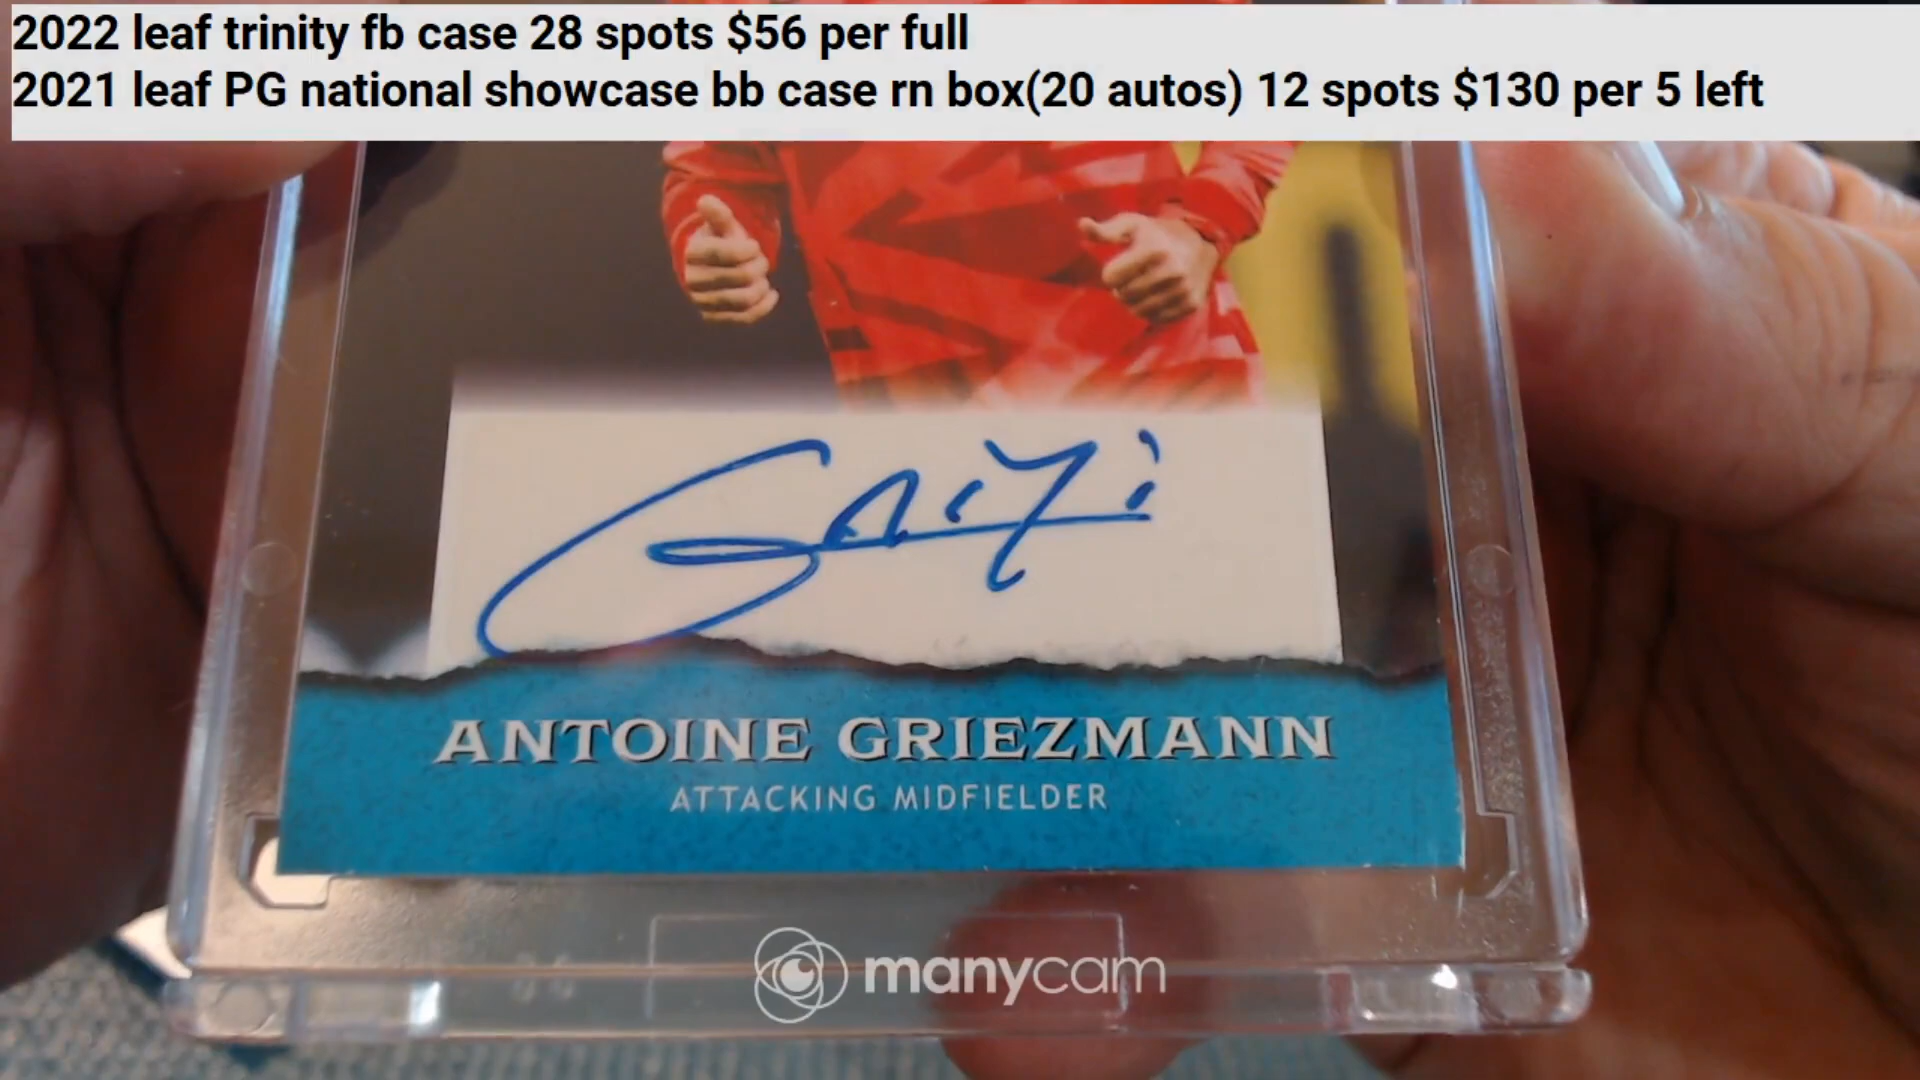 2022 leaf trinity fb case 28 spots $56 per full
2021 leaf PG national showcase bb case rn box(20 autos) 12 spots $130 per 5 left
ANTOINE GRIEZMANN
ATTACKING MIDFIELDER
manycam